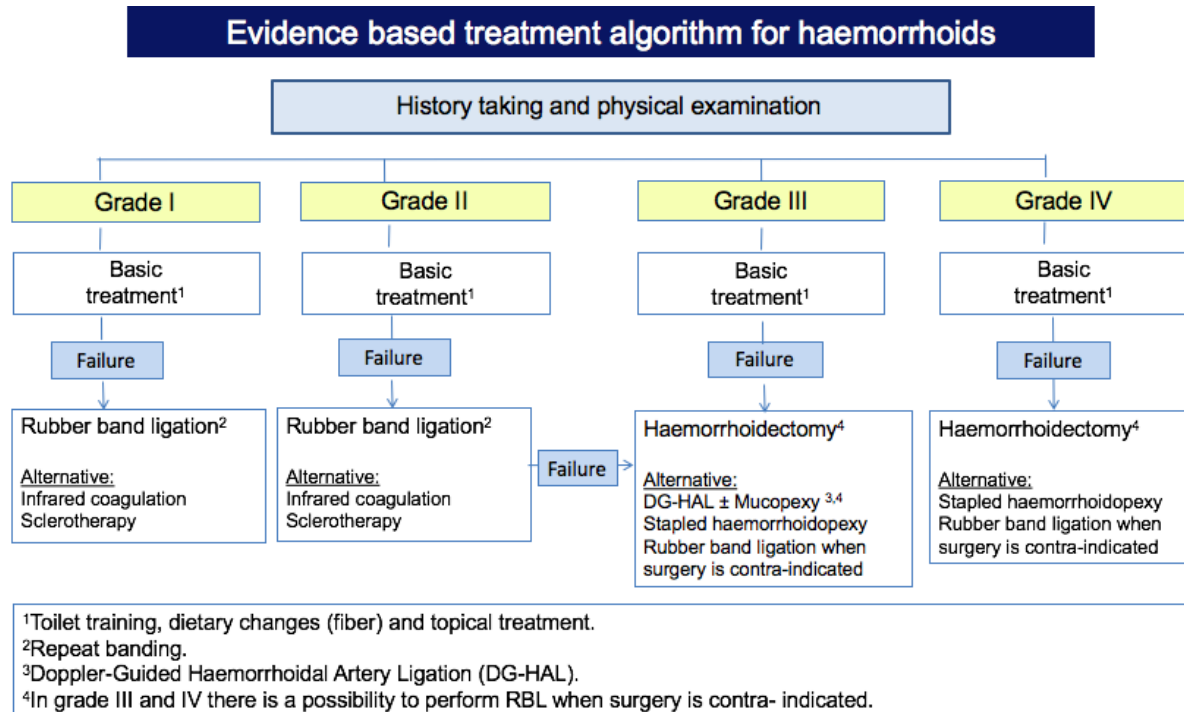 Evidence based treatment algorithm for haemorrhoids
History taking and physical examination
Grade I
Grade II
Grade III
Grade IV
Basic
treatment¹
Basic
treatment¹
Basic
treatment¹
Basic
treatment¹
Failure
Failure
Failure
Failure
Rubber band ligation²
Alternative:
Infrared coagulation
Sclerotherapy
Rubber band ligation²
Alternative:
Infrared coagulation
Sclerotherapy
Failure
Haemorrhoidectomy⁴
Alternative:
DG-HAL ± Mucopexy ³,⁴
Stapled haemorrhoidopexy
Rubber band ligation when
surgery is contra-indicated
Haemorrhoidectomy⁴
Alternative:
Stapled haemorrhoidopexy
Rubber band ligation when
surgery is contra-indicated
¹Toilet training, dietary changes (fiber) and topical treatment.
²Repeat banding.
³Doppler-Guided Haemorrhoidal Artery Ligation (DG-HAL).
⁴In grade III and IV there is a possibility to perform RBL when surgery is contra- indicated.